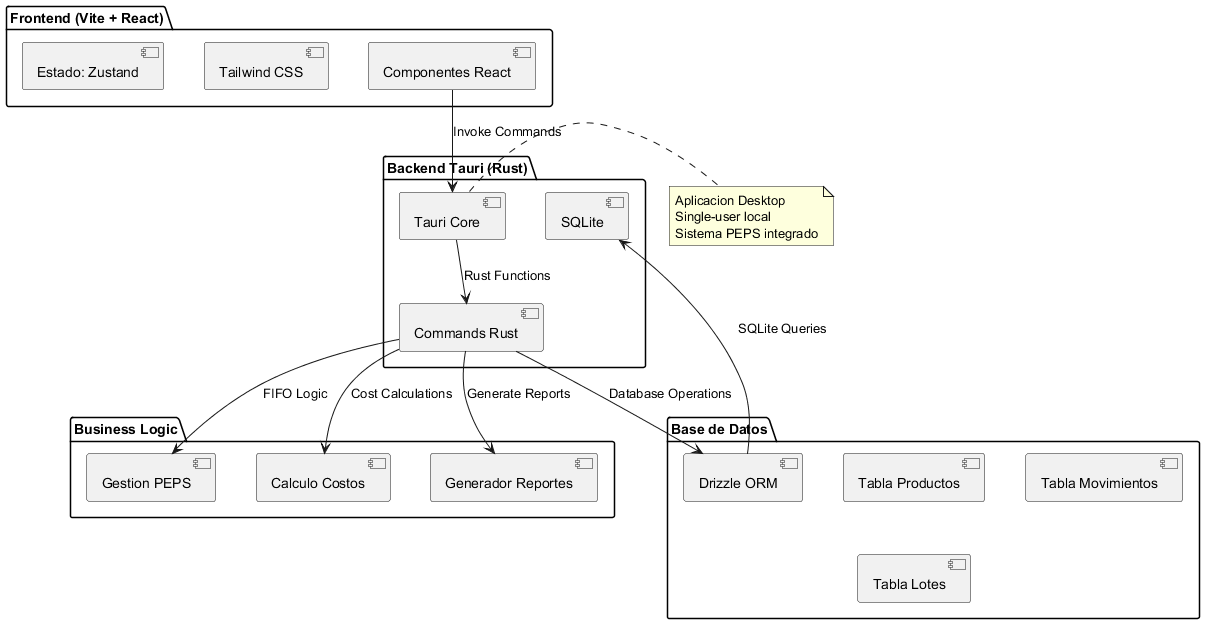 Frontend (Vite + React)
Estado: Zustand
Tailwind CSS
Componentes React
Invoke Commands
Backend Tauri (Rust)
Tauri Core
SQLite
Aplicacion Desktop
Single-user local
Sistema PEPS integrado
Rust Functions
Commands Rust
SQLite Queries
FIFO Logic
Cost Calculations
Generate Reports
Database Operations
Business Logic
Gestion PEPS
Calculo Costos
Generador Reportes
Base de Datos
Drizzle ORM
Tabla Productos
Tabla Movimientos
Tabla Lotes